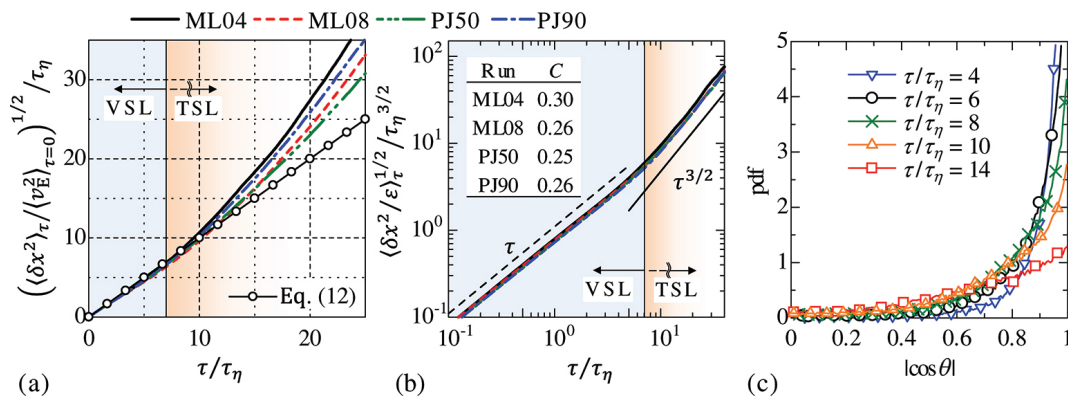 ML04 ML08 PJ50 PJ90
(⟨δx²⟩τ/⟨v²E⟩τ=0)^1/2/τη
30
20
10
0
VSL TSL
Eq. (12)
0 10 20
τ/τη
(a)
⟨δx²/ε⟩τ^1/2/τη^3/2
10²
10¹
10⁰
10⁻¹
Run C
ML04 0.30
ML08 0.26
PJ50 0.25
PJ90 0.26
τ
τ^3/2
VSL TSL
10⁻¹ 10⁰ 10¹
τ/τη
(b)
pdf
5
4
3
2
1
0
τ/τη = 4
τ/τη = 6
τ/τη = 8
τ/τη = 10
τ/τη = 14
0 0.2 0.4 0.6 0.8 1
|cosθ|
(c)